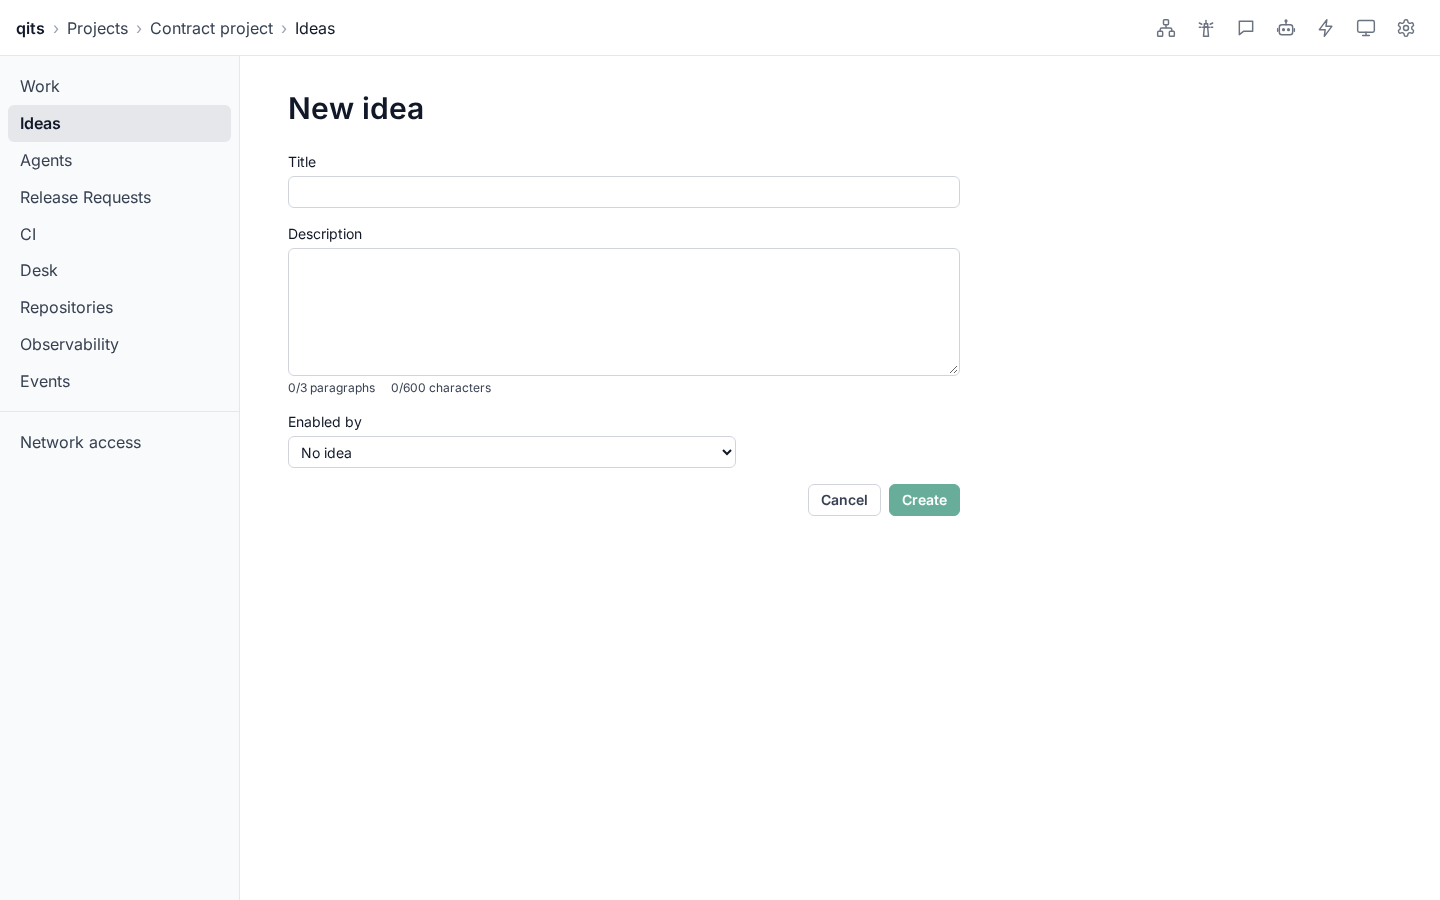 qits › Projects › Contract project › Ideas
Work
Ideas
Agents
Release Requests
CI
Desk
Repositories
Observability
Events
Network access
New idea
Title
Description
0/3 paragraphs 0/600 characters
Enabled by
No idea
Cancel Create